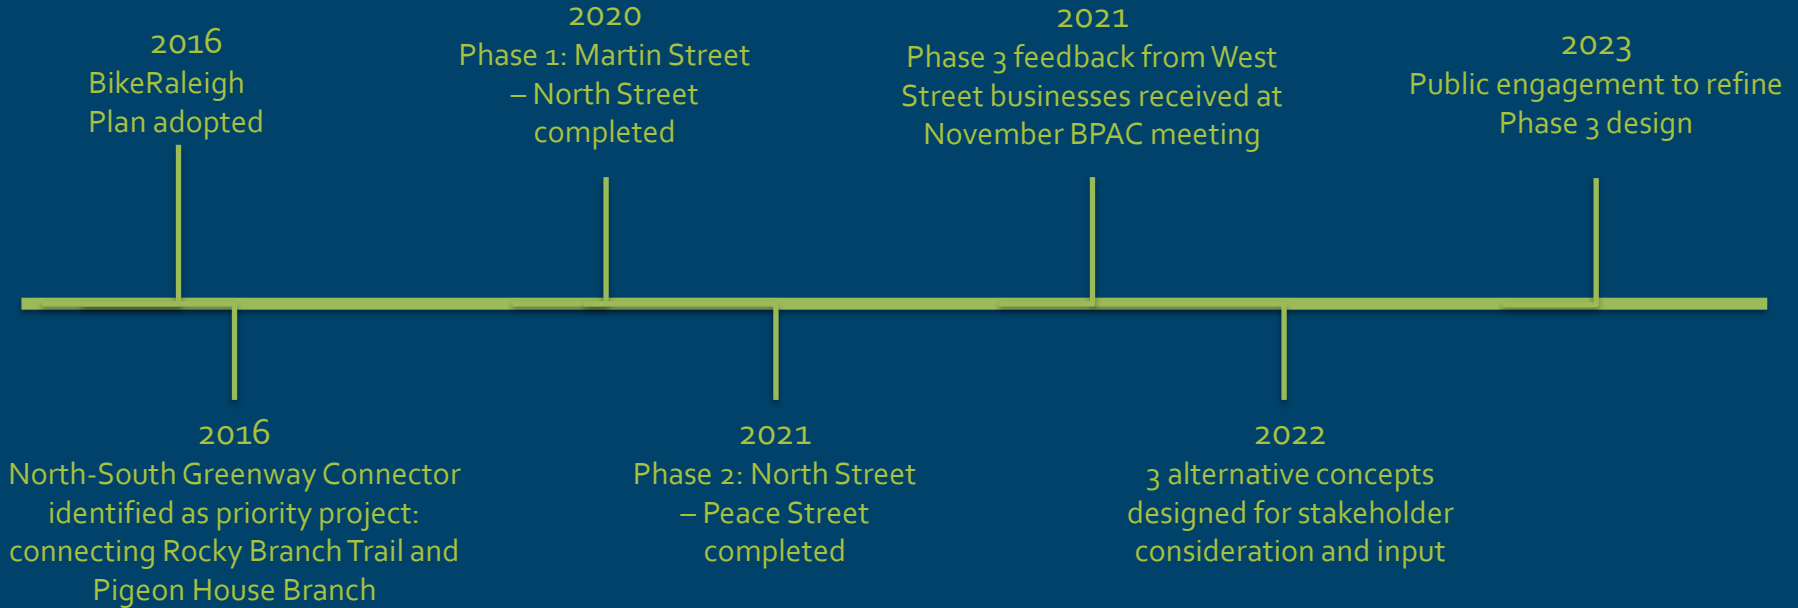 2016
BikeRaleigh
Plan adopted
2020
Phase 1: Martin Street
– North Street
completed
2021
Phase 3 feedback from West
Street businesses received at
November BPAC meeting
2023
Public engagement to refine
Phase 3 design
2016
North-South Greenway Connector
identified as priority project:
connecting Rocky Branch Trail and
Pigeon House Branch
2021
Phase 2: North Street
– Peace Street
completed
2022
3 alternative concepts
designed for stakeholder
consideration and input